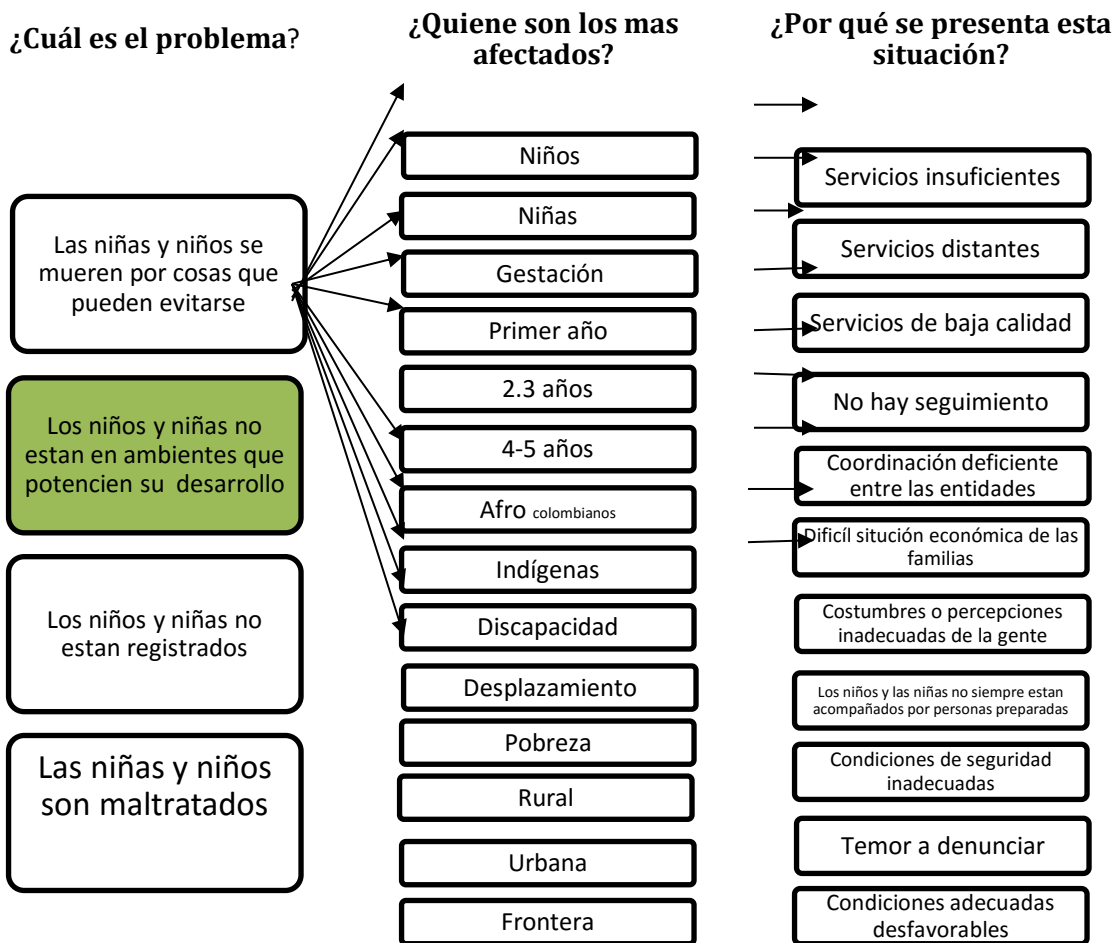 ¿Cuál es el problema?
¿Quiene son los mas
afectados?
¿Por qué se presenta esta
situación?
Las niñas y niños se
mueren por cosas que
pueden evitarse
Los niños y niñas no
estan en ambientes que
potencien su desarrollo
Los niños y niñas no
estan registrados
Las niñas y niños
son maltratados
Niños
Niñas
Gestación
Primer año
2.3 años
4-5 años
Afro colombianos
Indígenas
Discapacidad
Desplazamiento
Pobreza
Rural
Urbana
Frontera
Servicios insuficientes
Servicios distantes
Servicios de baja calidad
No hay seguimiento
Coordinación deficiente
entre las entidades
Dificíl situción económica de las
familias
Costumbres o percepciones
inadecuadas de la gente
Los niños y las niñas no siempre estan
acompañados por personas preparadas
Condiciones de seguridad
inadecuadas
Temor a denunciar
Condiciones adecuadas
desfavorables